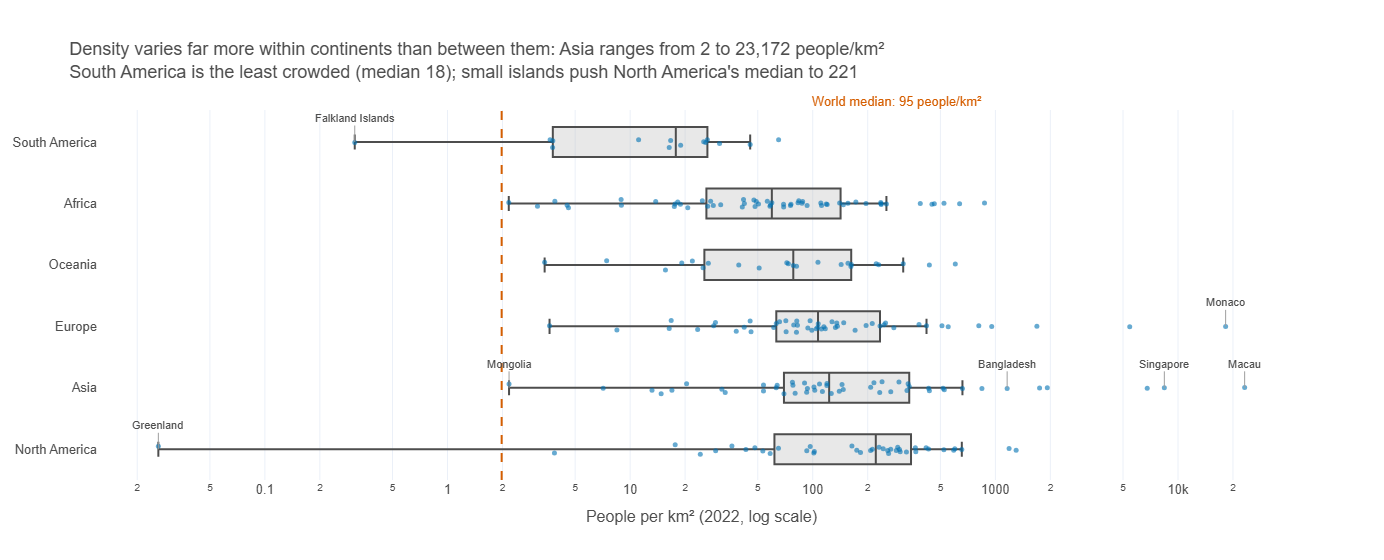 Density varies far more within continents than between them: Asia ranges from 2 to 23,172 people/km²
South America is the least crowded (median 18); small islands push North America's median to 221
World median: 95 people/km²
Falkland Islands
South America
Africa
Oceania
Monaco
Europe
Mongolia
Bangladesh
Singapore
Macau
Asia
Greenland
North America
2 5 0.1 2 5 1 2 5 10 2 5 100 2 5 1000 2 5 10k 2
People per km² (2022, log scale)